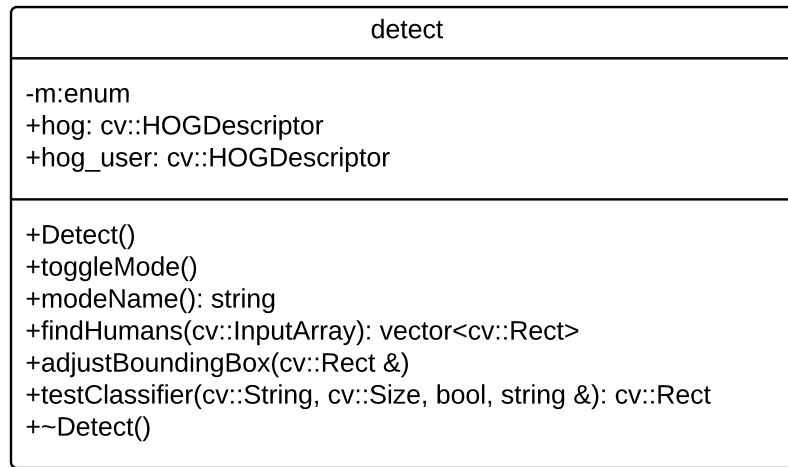 detect
-m:enum
+hog: cv::HOGDescriptor
+hog_user: cv::HOGDescriptor
+Detect()
+toggleMode()
+modeName(): string
+findHumans(cv::InputArray): vector<cv::Rect>
+adjustBoundingBox(cv::Rect &)
+testClassifier(cv::String, cv::Size, bool, string &): cv::Rect
+~Detect()